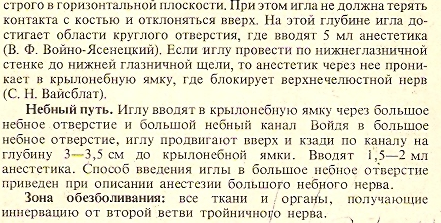 строго в горизонтальной плоскости. При этом игла не должна терять
контакта с костью и отклоняться вверх. На этой глубине игла до-
стигает области круглого отверстия, где вводят 5 мл анестетика
(В. Ф. Войно-Ясенецкий). Если иглу провести по нижнеглазничной
стенке до нижней глазничной щели, то анестетик через нее прони-
кает в крылонебную ямку, где блокирует верхнечелюстной нерв
(С. Н. Вайсблат).
Небный путь. Иглу вводят в крылонебную ямку через большое
небное отверстие и большой небный канал Войдя в большое
небное отверстие, иглу продвигают вверх и кзади по каналу на
глубину 3—3,5 см до крылонебной ямки. Вводят 1,5—2 мл
анестетика. Способ введения иглы в большое небное отверстие
приведен при описании анестезии большого небного нерва.
Зона обезболивания: все ткани и органы, получающие
иннервацию от второй ветви тройничного нерва.